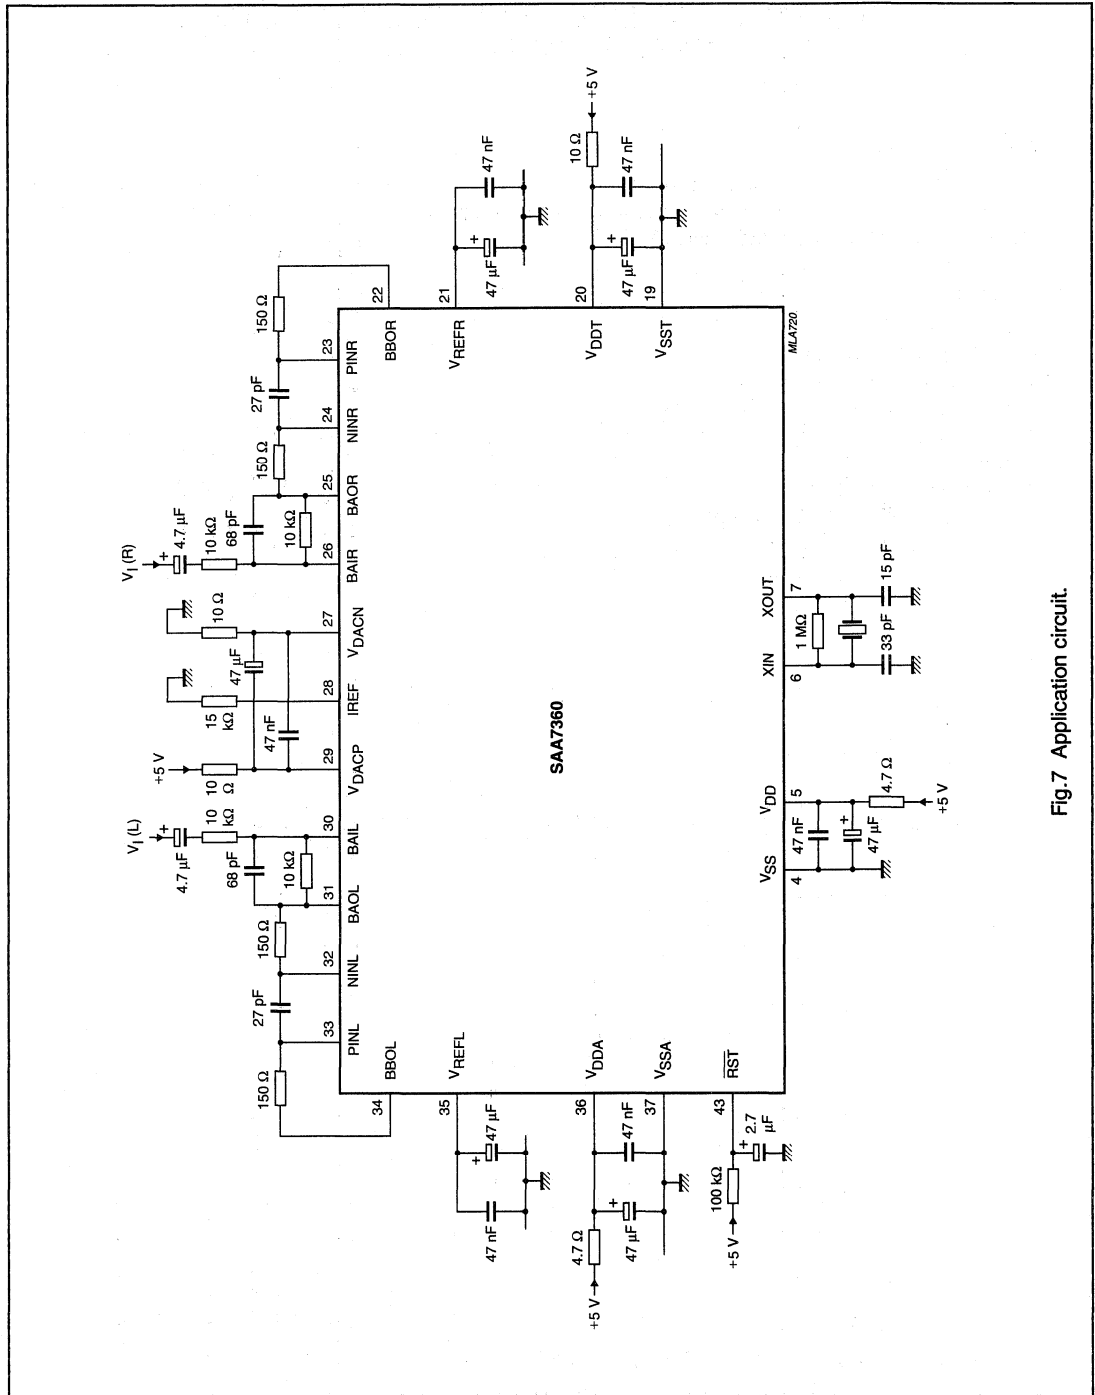 V_I (L)
+5 V
V_I (R)
4.7 µF
+
10 kΩ
68 pF
10 kΩ
10 Ω
15 kΩ
47 µF
47 nF
10 Ω
4.7 µF
+
10 kΩ
68 pF
10 kΩ
150 Ω
27 pF
150 Ω
150 Ω
27 pF
150 Ω
34
33
32
31
30
29
28
27
26
25
24
23
22
BBOL
PINL
NINL
BAOL
BAIL
V_DACP
IREF
V_DACN
BAIR
BAOR
NINR
PINR
BBOR
35
V_REFL
47 nF
+
47 µF
V_REFR
21
+
47 µF
47 nF
SAA7360
+5 V
4.7 Ω
36
V_DDA
+
47 µF
47 nF
37
V_SSA
V_DDT
20
10 Ω
+5 V
+
47 µF
47 nF
V_SST
19
+5 V
100 kΩ
43
R̅S̅T̅
+
2.7 µF
V_SS
V_DD
XIN
XOUT
4
5
6
7
47 nF
+
47 µF
4.7 Ω
+5 V
1 MΩ
33 pF
15 pF
MLA720
Fig.7 Application circuit.